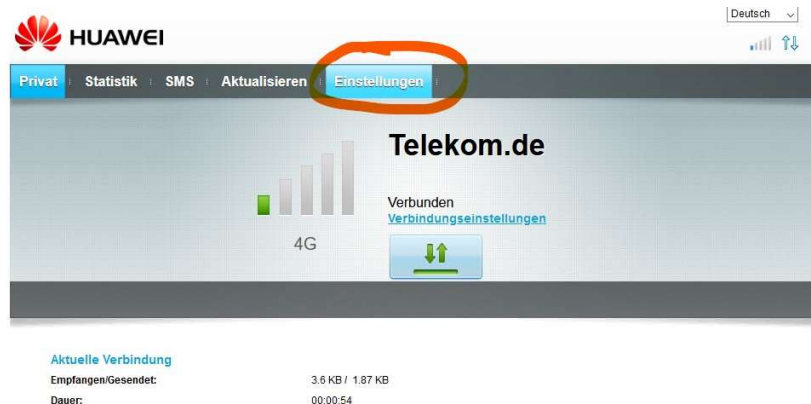 Deutsch
HUAWEI
Privat Statistik SMS Aktualisieren Einstellungen
Telekom.de
Verbunden
Verbindungseinstellungen
4G
Aktuelle Verbindung
Empfangen/Gesendet: 3.6 KB / 1.87 KB
Dauer: 00:00:54